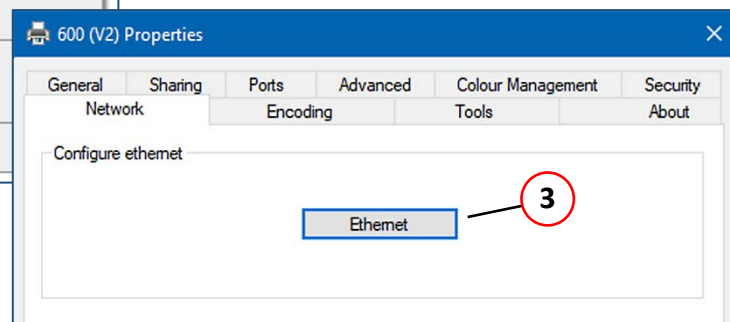 600 (V2) Properties
General Sharing Ports Advanced Colour Management Security
Network Encoding Tools About
Configure ethernet
Ethernet
3